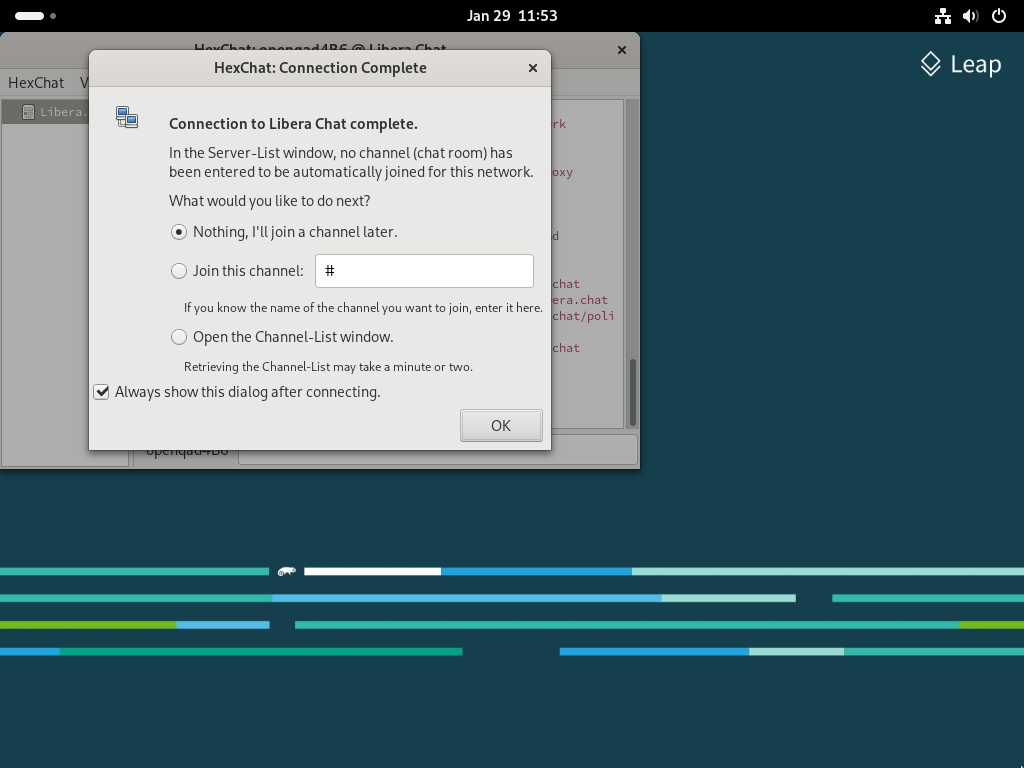 Jan 29 11:53
HexChat: openqad4B6 @ Libera.Chat
Leap
HexChat: Connection Complete
HexChat
Libera.
Connection to Libera Chat complete.
In the Server-List window, no channel (chat room) has
been entered to be automatically joined for this network.
What would you like to do next?
Nothing, I'll join a channel later.
Join this channel: #
If you know the name of the channel you want to join, enter it here.
Open the Channel-List window.
Retrieving the Channel-List may take a minute or two.
Always show this dialog after connecting.
OK
rk
oxy
d
chat
era.chat
chat/poli
chat
openqad4B6